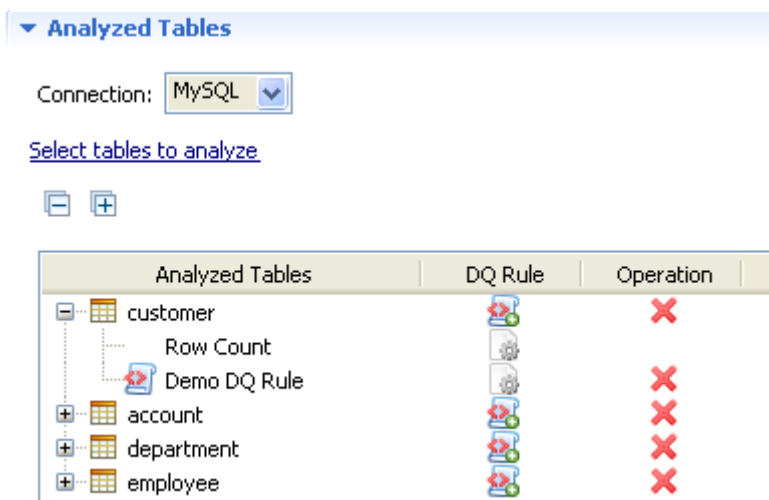 Analyzed Tables
Connection: MySQL
Select tables to analyze
Analyzed Tables DQ Rule Operation
customer
Row Count
Demo DQ Rule
account
department
employee